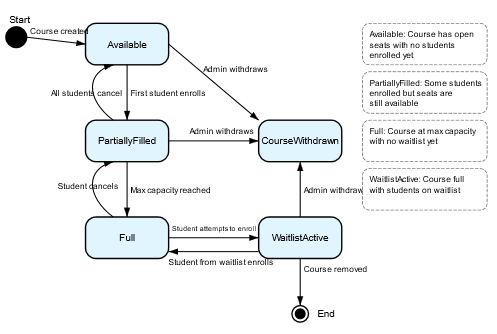 Start
Course created
Available
Available: Course has open
seats with no students
enrolled yet
Admin withdraws
All students cancel
First student enrolls
PartiallyFilled: Some students
enrolled but seats are
still available
PartiallyFilled
Admin withdraws
CourseWithdrawn
Full: Course at max capacity
with no waitlist yet
Student cancels
Max capacity reached
Admin withdraw
WaitlistActive: Course full
with students on waitlist
Full
Student attempts to enroll
WaitlistActive
Student from waitlist enrolls
Course removed
End